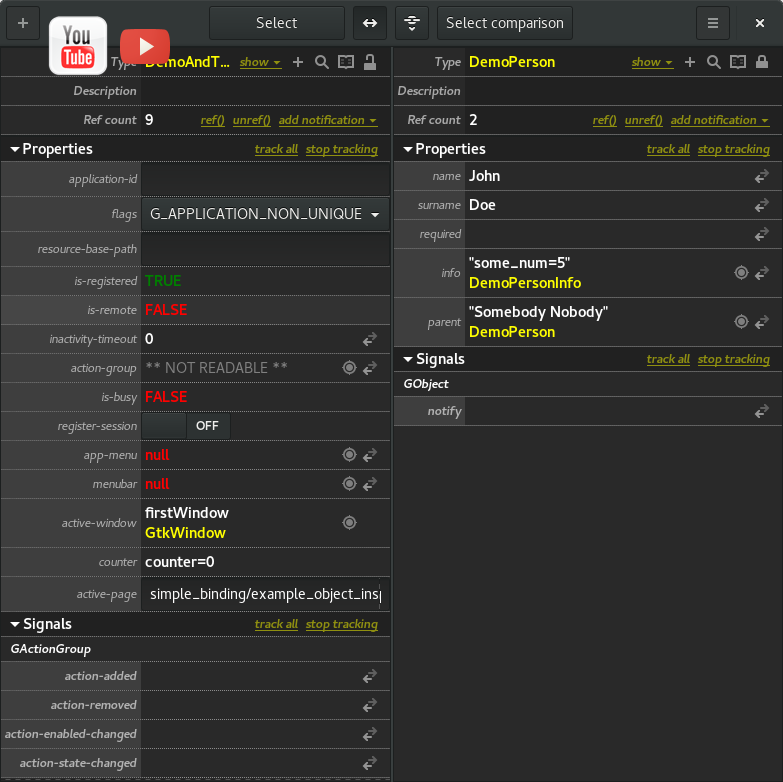 Select
Select comparison
You
Tube
Type DemoAndT... show
Description
Ref count 9 ref() unref() add notification
Properties track all stop tracking
application-id
flags G_APPLICATION_NON_UNIQUE
resource-base-path
is-registered TRUE
is-remote FALSE
inactivity-timeout 0
action-group ** NOT READABLE **
is-busy FALSE
register-session OFF
app-menu null
menubar null
active-window firstWindow
GtkWindow
counter counter=0
active-page simple_binding/example_object_insp
Signals track all stop tracking
GActionGroup
action-added
action-removed
action-enabled-changed
action-state-changed
Type DemoPerson show
Description
Ref count 2 ref() unref() add notification
Properties track all stop tracking
name John
surname Doe
required
info "some_num=5"
DemoPersonInfo
parent "Somebody Nobody"
DemoPerson
Signals track all stop tracking
GObject
notify